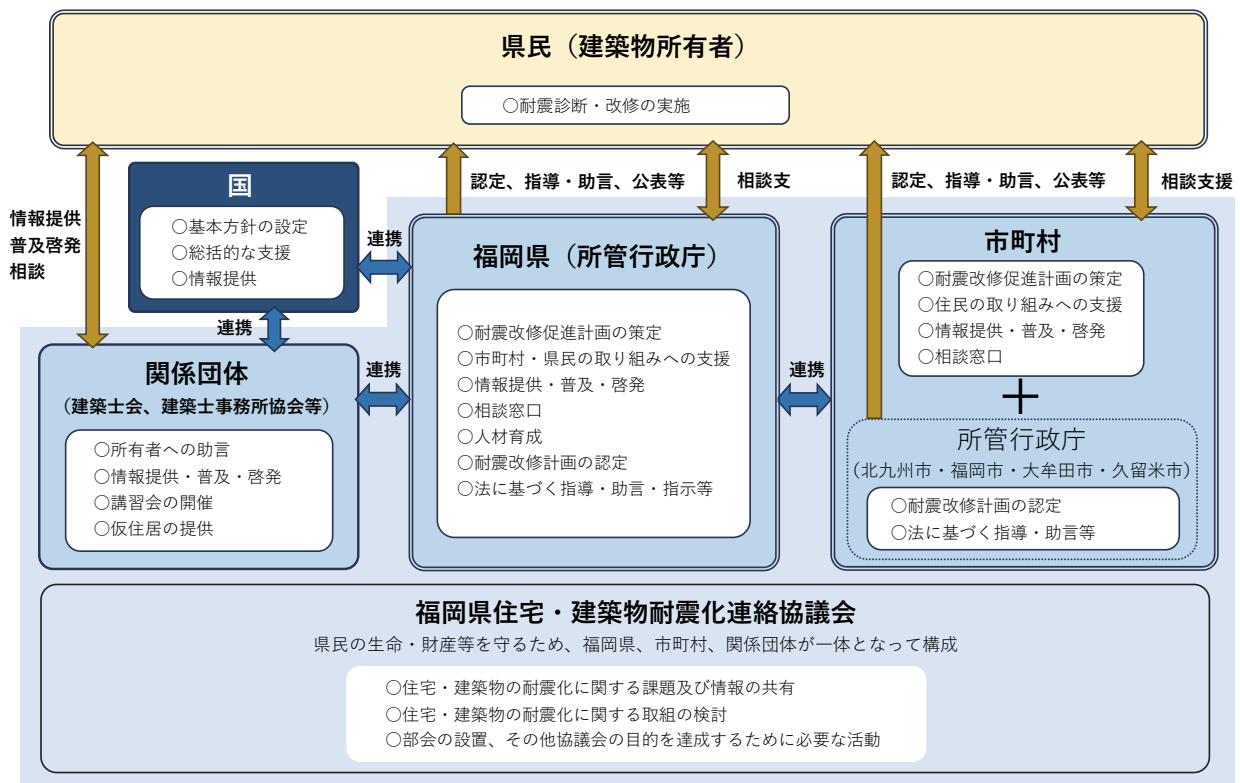 県民（建築物所有者）
○耐震診断・改修の実施
情報提供
普及啓発
相談
認定、指導・助言、公表等
相談支
認定、指導・助言、公表等
相談支援
国
○基本方針の設定
○総括的な支援
○情報提供
連携
連携
関係団体
（建築士会、建築士事務所協会等）
○所有者への助言
○情報提供・普及・啓発
○講習会の開催
○仮住居の提供
連携
福岡県（所管行政庁）
○耐震改修促進計画の策定
○市町村・県民の取り組みへの支援
○情報提供・普及・啓発
○相談窓口
○人材育成
○耐震改修計画の認定
○法に基づく指導・助言・指示等
連携
市町村
○耐震改修促進計画の策定
○住民の取り組みへの支援
○情報提供・普及・啓発
○相談窓口
＋
所管行政庁
（北九州市・福岡市・大牟田市・久留米市）
○耐震改修計画の認定
○法に基づく指導・助言等
福岡県住宅・建築物耐震化連絡協議会
県民の生命・財産等を守るため、福岡県、市町村、関係団体が一体となって構成
○住宅・建築物の耐震化に関する課題及び情報の共有
○住宅・建築物の耐震化に関する取組の検討
○部会の設置、その他協議会の目的を達成するために必要な活動